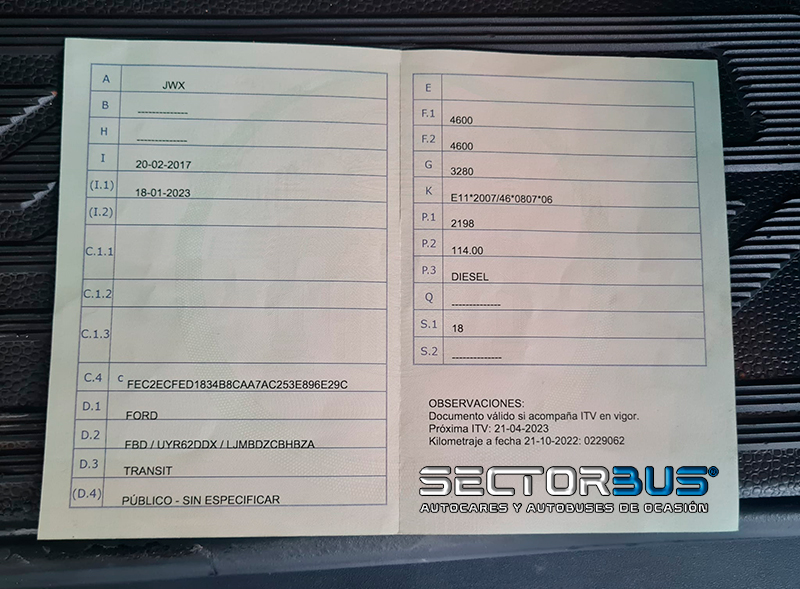 A JWX
B -------------
H -------------
I 20-02-2017
(I.1) 18-01-2023
(I.2)
C.1.1
C.1.2
C.1.3
C.4 c FEC2ECFED1834B8CAA7AC253E896E29C
D.1 FORD
D.2 FBD / UYR62DDX / LJMBDZCBHBZA
D.3 TRANSIT
(D.4) PÚBLICO - SIN ESPECIFICAR
E
F.1 4600
F.2 4600
G 3280
K E11*2007/46*0807*06
P.1 2198
P.2 114.00
P.3 DIESEL
Q -------------
S.1 18
S.2 -------------
OBSERVACIONES:
Documento válido si acompaña ITV en vigor.
Próxima ITV: 21-04-2023
Kilometraje a fecha 21-10-2022: 0229062
SECTORBUS®
AUTOCARES Y AUTOBUSES DE OCASIÓN